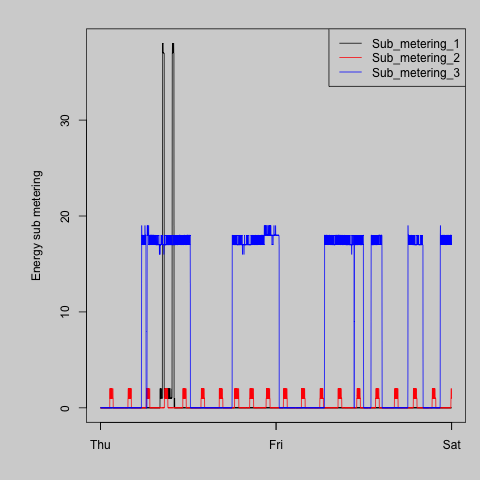 Sub_metering_1
Sub_metering_2
Sub_metering_3
Energy sub metering
30
20
10
0
Thu Fri Sat